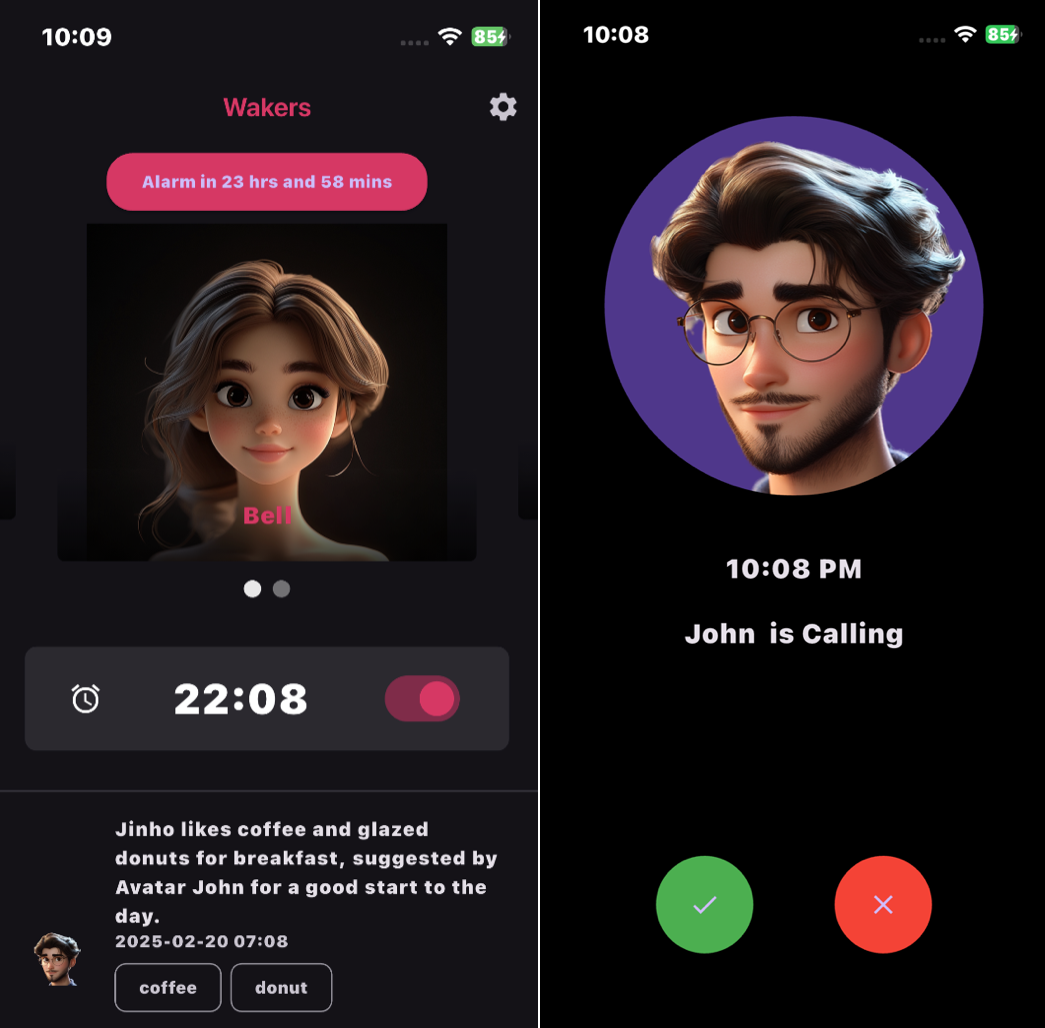 10:09
85
Wakers
Alarm in 23 hrs and 58 mins
Bell
22:08
Jinho likes coffee and glazed
donuts for breakfast, suggested by
Avatar John for a good start to the
day.
2025-02-20 07:08
coffee
donut
10:08
85
10:08 PM
John is Calling